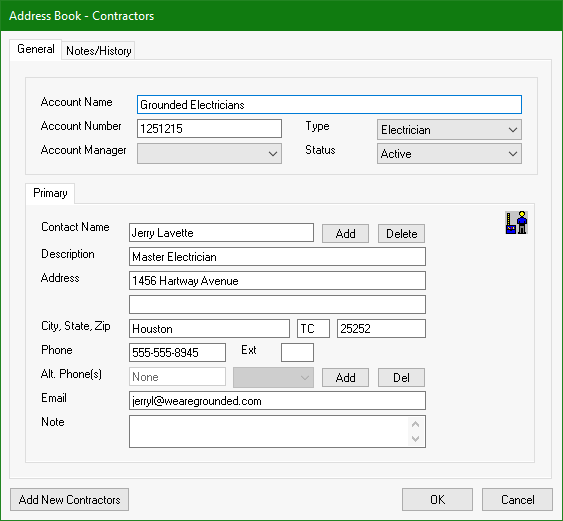 Address Book - Contractors
General Notes/History
Account Name Grounded Electricians
Account Number 1251215 Type Electrician
Account Manager Status Active
Primary
Contact Name Jerry Lavette Add Delete
Description Master Electrician
Address 1456 Hartway Avenue
City, State, Zip Houston TC 25252
Phone 555-555-8945 Ext
Alt. Phone(s) None Add Del
Email jerryl@wearegrounded.com
Note
Add New Contractors OK Cancel